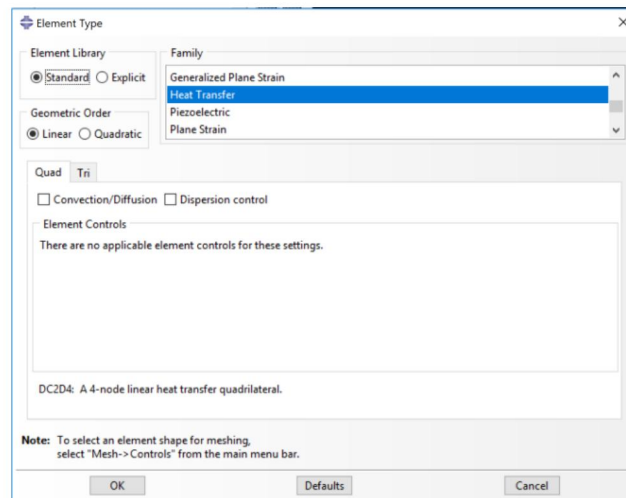 Element Type
Element Library
Standard Explicit
Family
Generalized Plane Strain
Heat Transfer
Piezoelectric
Plane Strain
Geometric Order
Linear Quadratic
Quad Tri
Convection/Diffusion Dispersion control
Element Controls
There are no applicable element controls for these settings.
DC2D4: A 4-node linear heat transfer quadrilateral.
Note: To select an element shape for meshing,
select "Mesh->Controls" from the main menu bar.
OK Defaults Cancel